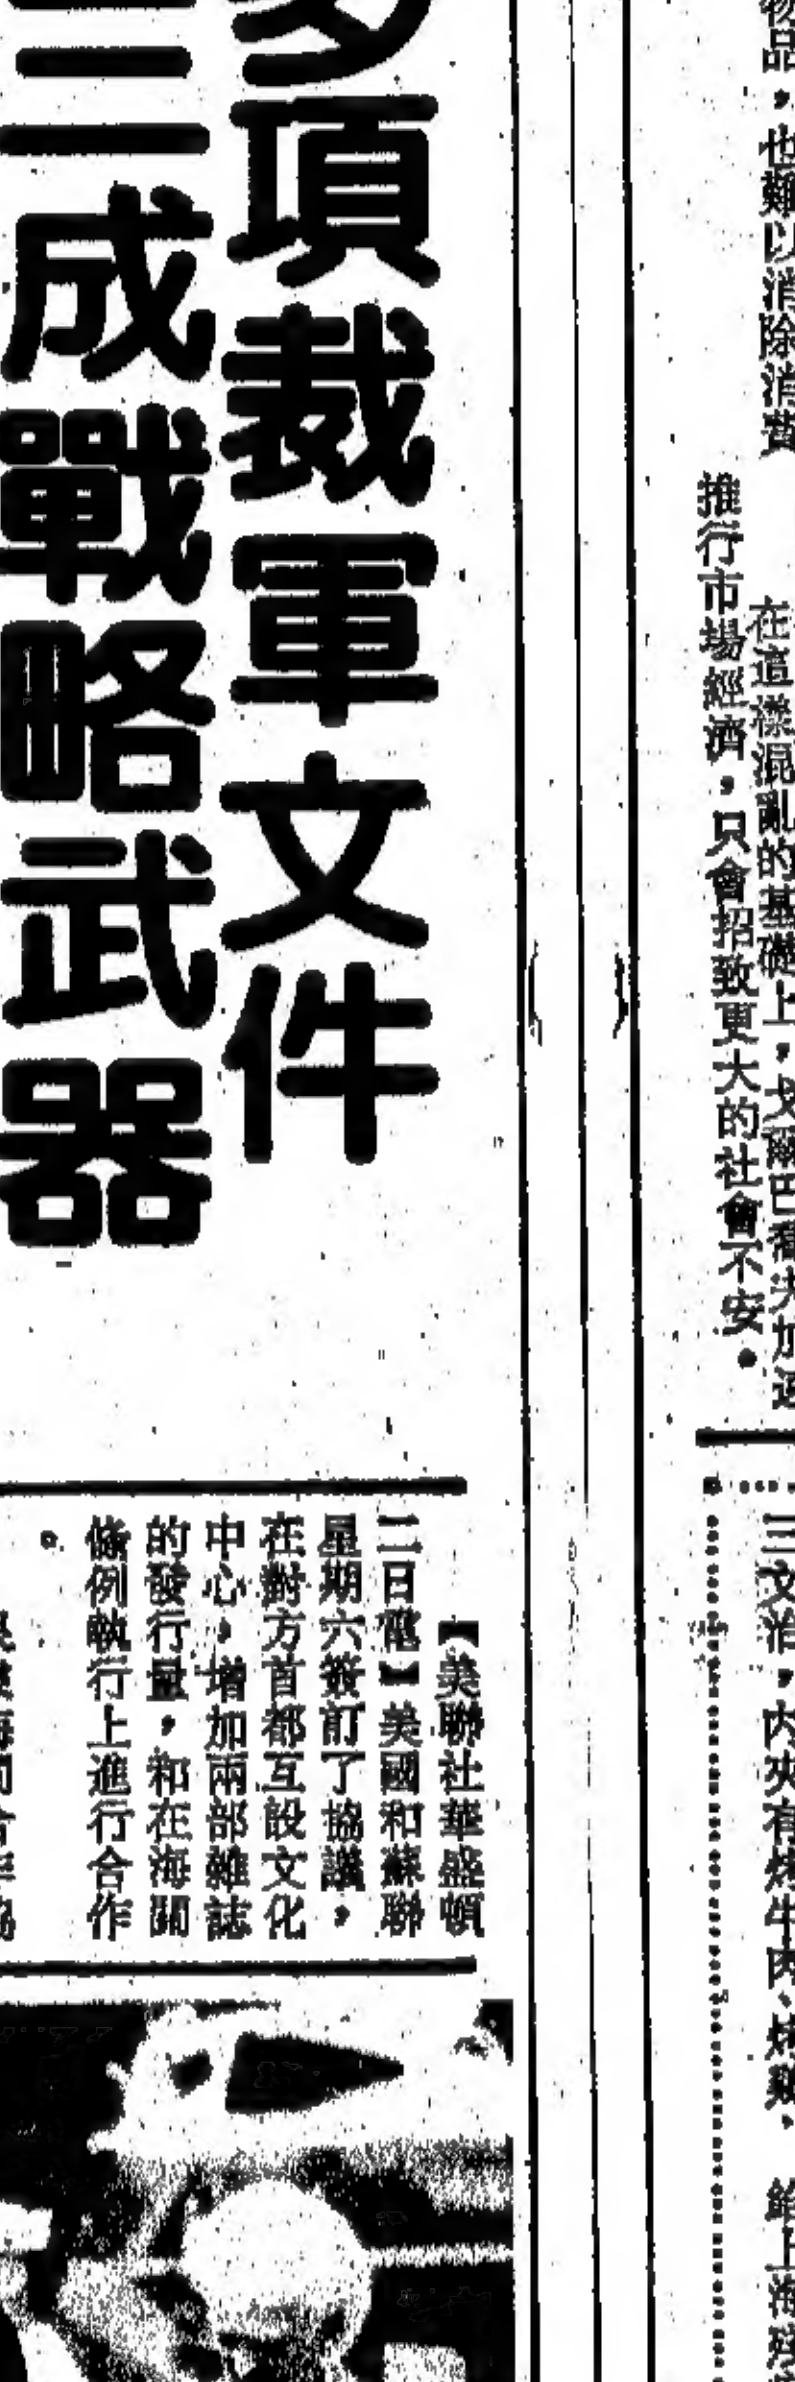 物品，也難以消除消費
在這樣混亂的基礎上，戈爾巴喬夫加速
推行市場經濟，只會招致更大的社會不安。
三文治，內夾有烤牛肉、烤雞，
項裁軍文件
三成戰略武器
【美聯社華盛頓
二日電】美國和蘇聯
星期六簽訂了協議，
在對方首都互設文化
中心，增加兩部雜誌
的發行量，和在海關
條例執行上進行合作
。